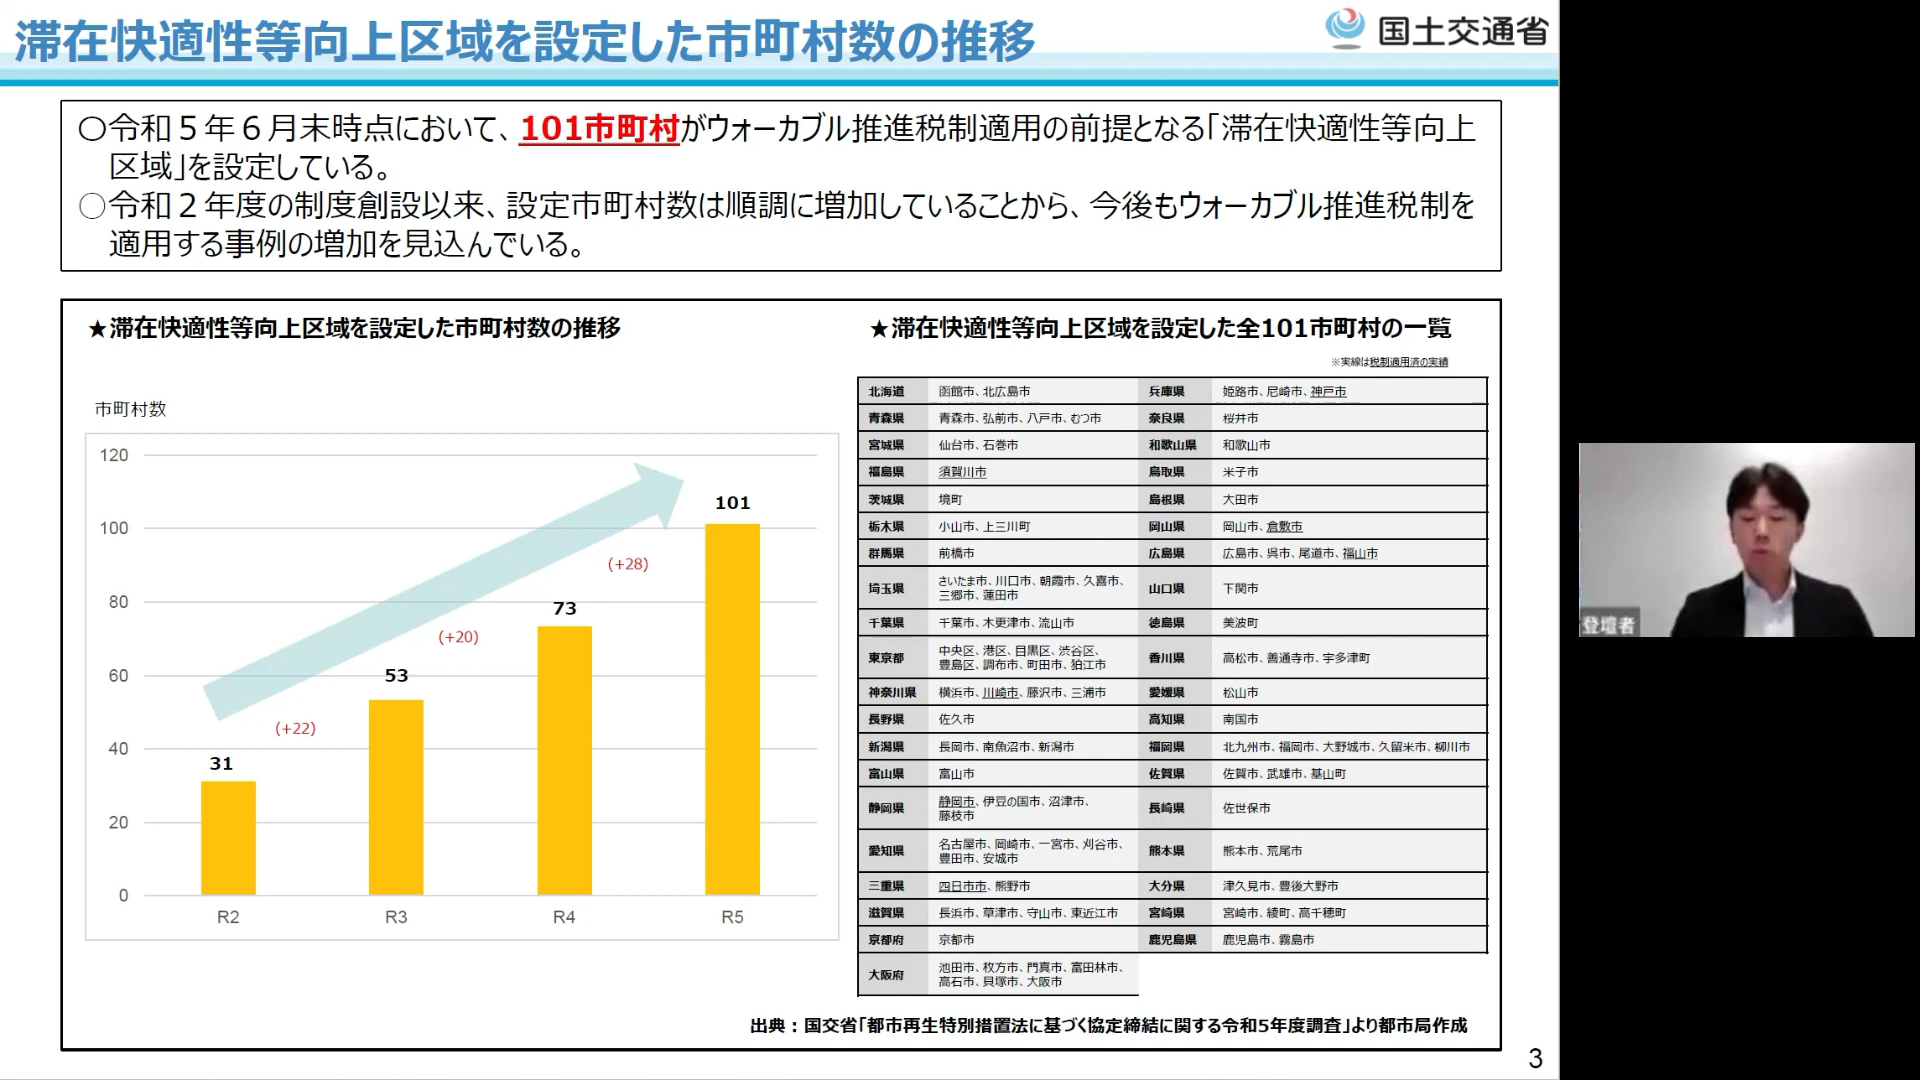 滞在快適性等向上区域を設定した市町村数の推移
国土交通省
〇令和5年6月末時点において、101市町村がウォーカブル推進税制適用の前提となる「滞在快適性等向上
区域」を設定している。
〇令和2年度の制度創設以来、設定市町村数は順調に増加していることから、今後もウォーカブル推進税制を
適用する事例の増加を見込んでいる。
★滞在快適性等向上区域を設定した市町村数の推移
市町村数
120
100
80
60
40
20
0
31
(+22)
53
(+20)
73
(+28)
101
R2 R3 R4 R5
★滞在快適性等向上区域を設定した全101市町村の一覧
※実線は税制適用済の実績
北海道 函館市、北広島市 兵庫県 姫路市、尼崎市、神戸市
青森県 青森市、弘前市、八戸市、むつ市 奈良県 桜井市
宮城県 仙台市、石巻市 和歌山県 和歌山市
福島県 須賀川市 鳥取県 米子市
茨城県 境町 島根県 大田市
栃木県 小山市、上三川町 岡山県 岡山市、倉敷市
群馬県 前橋市 広島県 広島市、呉市、尾道市、福山市
埼玉県 さいたま市、川口市、朝霞市、久喜市、
三郷市、蓮田市 山口県 下関市
千葉県 千葉市、木更津市、流山市 徳島県 美波町
東京都 中央区、港区、目黒区、渋谷区、
豊島区、調布市、町田市、狛江市 香川県 高松市、善通寺市、宇多津町
神奈川県 横浜市、川崎市、藤沢市、三浦市 愛媛県 松山市
長野県 佐久市 高知県 南国市
新潟県 長岡市、南魚沼市、新潟市 福岡県 北九州市、福岡市、大野城市、久留米市、柳川市
富山県 富山市 佐賀県 佐賀市、武雄市、基山町
静岡県 静岡市、伊豆の国市、沼津市、
藤枝市 長崎県 佐世保市
愛知県 名古屋市、岡崎市、一宮市、刈谷市、
豊田市、安城市 熊本県 熊本市、荒尾市
三重県 四日市市、熊野市 大分県 津久見市、豊後大野市
滋賀県 長浜市、草津市、守山市、東近江市 宮崎県 宮崎市、綾町、高千穂町
京都府 京都市 鹿児島県 鹿児島市、霧島市
大阪府 池田市、枚方市、門真市、富田林市、
高石市、貝塚市、大阪市
出典：国交省「都市再生特別措置法に基づく協定締結に関する令和5年度調査」より都市局作成
3
登壇者